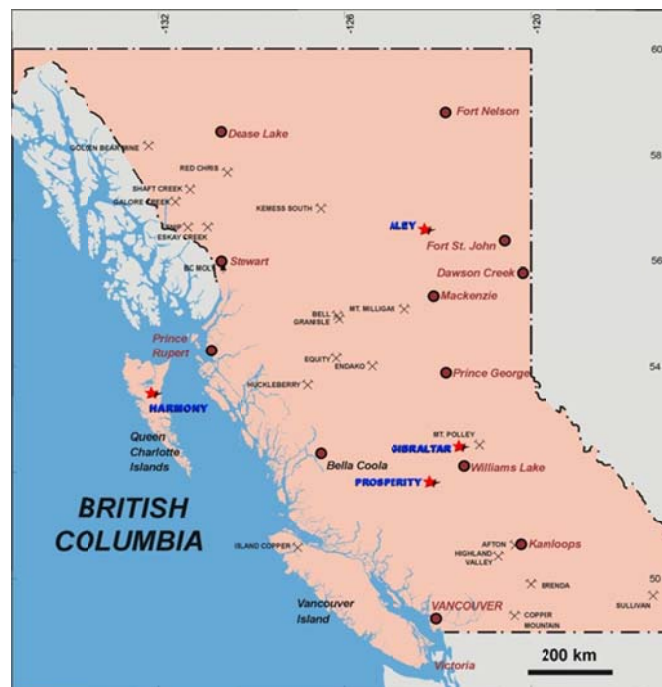 -132
-126
-120
60
Fort Nelson
Dease Lake
GOLDEN BEAR MINE
58
RED CHRIS
SHAFT CREEK
GALORE CREEK
KEMESS SOUTH
ALEY
SNIP
ESKAY CREEK
Fort St. John
Stewart
BC MOLY
Dawson Creek
Mackenzie
MT. MILLIGAN
BELL
GRANISLE
Prince
Rupert
EQUITY
ENDAKO
54
Prince George
HUCKLEBERRY
HARMONY
MT. POLLEY
Queen
Charlotte
Islands
GIBRALTAR
Bella Coola
Williams Lake
PROSPERITY
BRITISH
COLUMBIA
ISLAND COPPER
AFTON
Kamloops
HIGHLAND
VALLEY
50
BRENDA
Vancouver
Island
VANCOUVER
COPPER
MOUNTAIN
SULLIVAN
Victoria
200 km